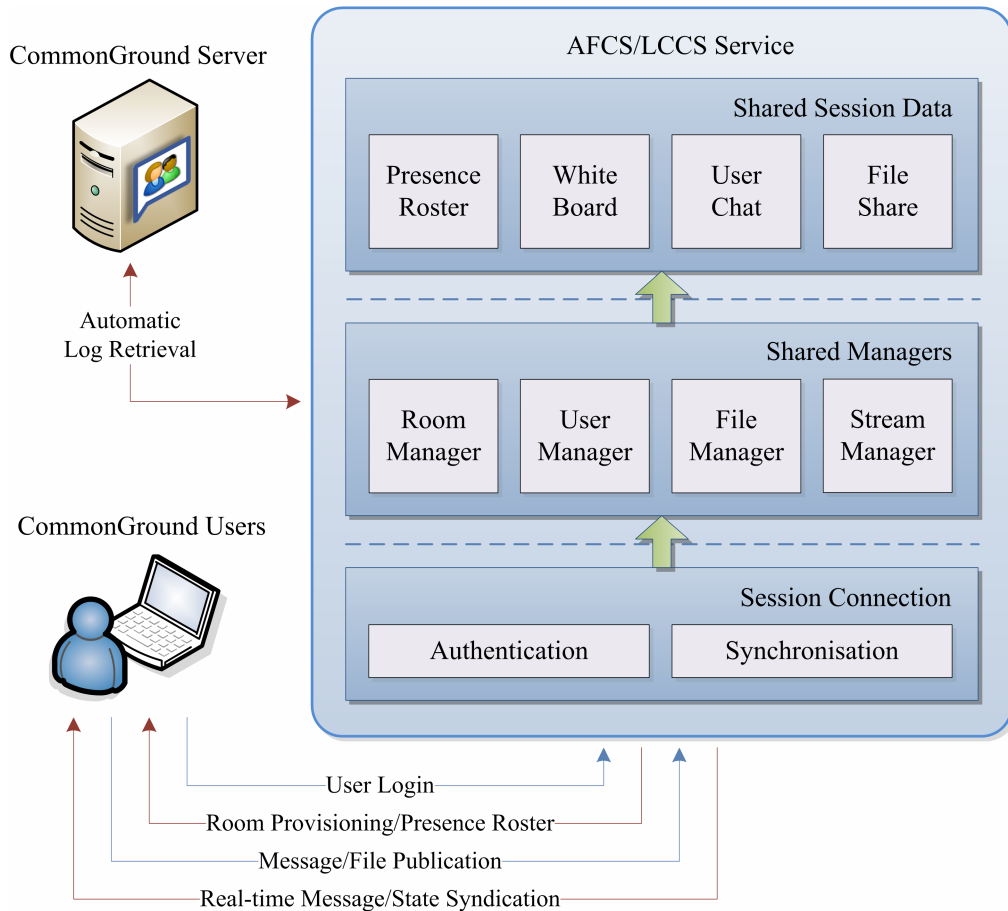 CommonGround Server
Automatic
Log Retrieval
AFCS/LCCS Service
Shared Session Data
Presence
Roster
White
Board
User
Chat
File
Share
Shared Managers
Room
Manager
User
Manager
File
Manager
Stream
Manager
Session Connection
Authentication
Synchronisation
CommonGround Users
User Login
Room Provisioning/Presence Roster
Message/File Publication
Real-time Message/State Syndication